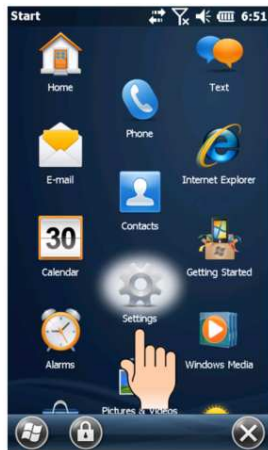 Start 6:51
Home
Text
Phone
E-mail
Internet Explorer
Contacts
30
Calendar
Getting Started
Settings
Alarms
Windows Media
Pictures & Videos